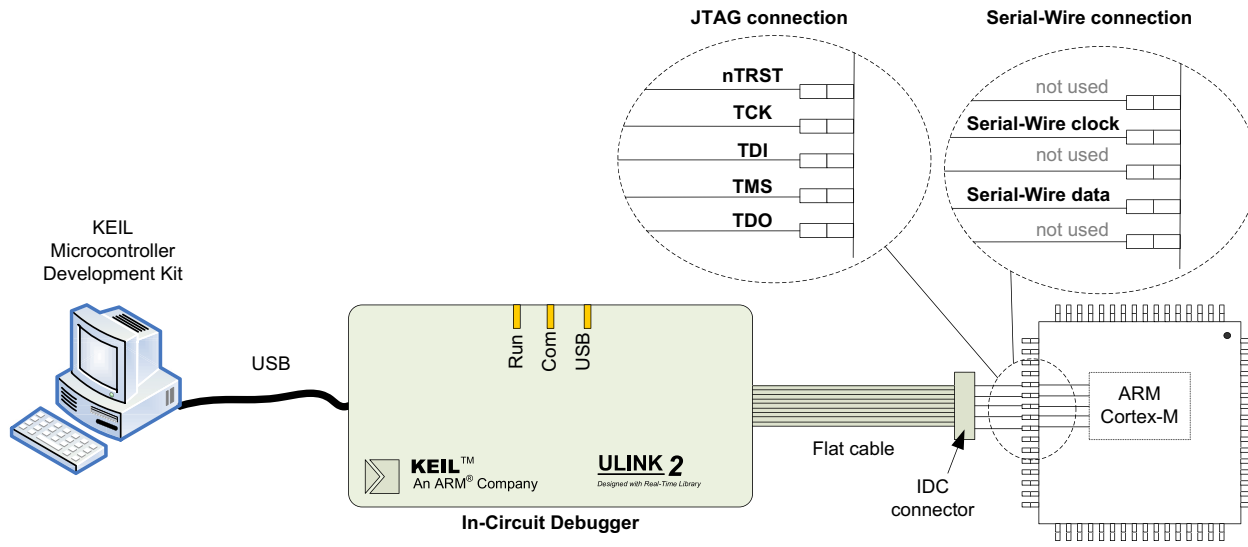 JTAG connection
nTRST
TCK
TDI
TMS
TDO
Serial-Wire connection
not used
Serial-Wire clock
not used
Serial-Wire data
not used
KEIL
Microcontroller
Development Kit
USB
Run
Com
USB
KEIL™
An ARM® Company
ULINK 2
Designed with Real-Time Library
In-Circuit Debugger
Flat cable
IDC
connector
ARM
Cortex-M